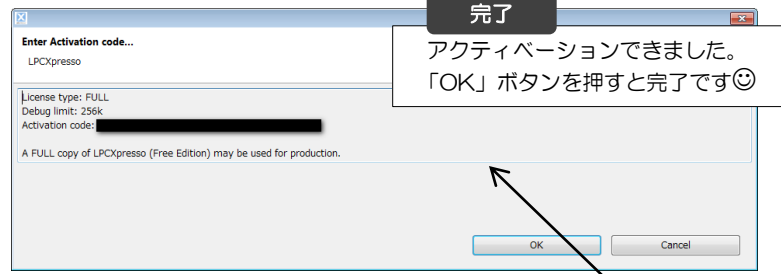 完了
アクティベーションできました。
「OK」ボタンを押すと完了です☺
Enter Activation code...
LPCXpresso
License type: FULL
Debug limit: 256k
Activation code:
A FULL copy of LPCXpresso (Free Edition) may be used for production.
OK
Cancel